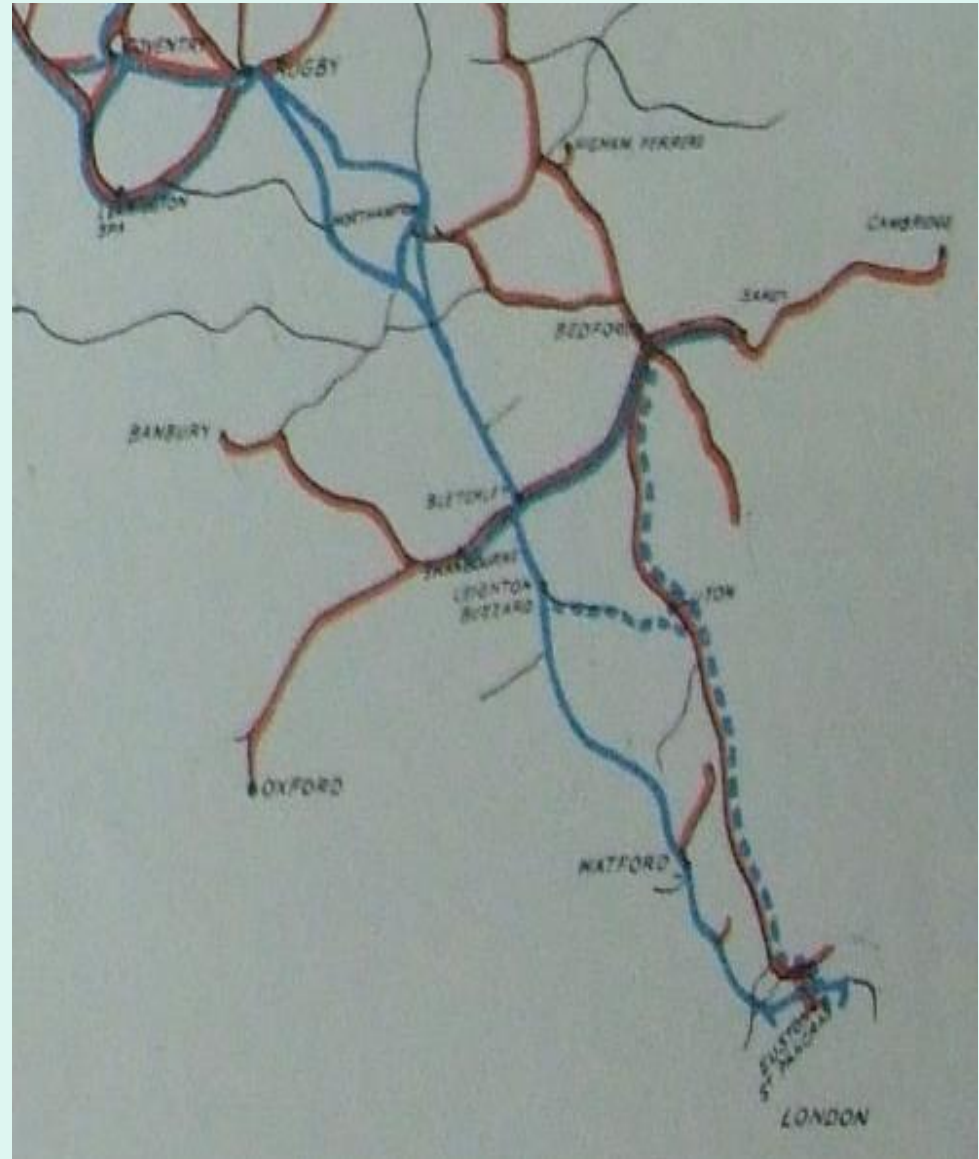 COVENTRY
RUGBY
HIGHAM FERRERS
LEAMINGTON
SPA
NORTHAMPTON
CAMBRIDGE
SANDY
BEDFORD
BANBURY
BLETCHLEY
LEIGHTON
BUZZARD
TON
OXFORD
WATFORD
EUSTON
ST PANCRAS
LONDON